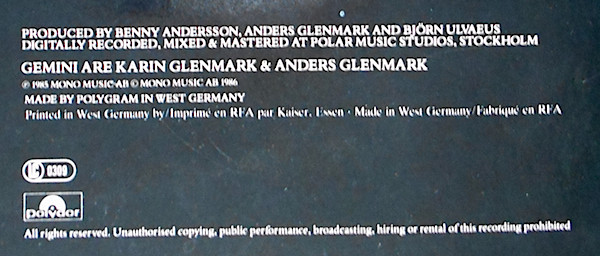 PRODUCED BY BENNY ANDERSSON, ANDERS GLENMARK AND BJÖRN ULVAEUS
DIGITALLY RECORDED, MIXED & MASTERED AT POLAR MUSIC STUDIOS, STOCKHOLM
GEMINI ARE KARIN GLENMARK & ANDERS GLENMARK
℗ 1985 MONO MUSIC AB © MONO MUSIC AB 1986
MADE BY POLYGRAM IN WEST GERMANY
Printed in West Germany by/Imprimé en RFA par Kaiser, Essen · Made in West Germany/Fabriqué en RFA
LC 0309
polydor
All rights reserved. Unauthorised copying, public performance, broadcasting, hiring or rental of this recording prohibited